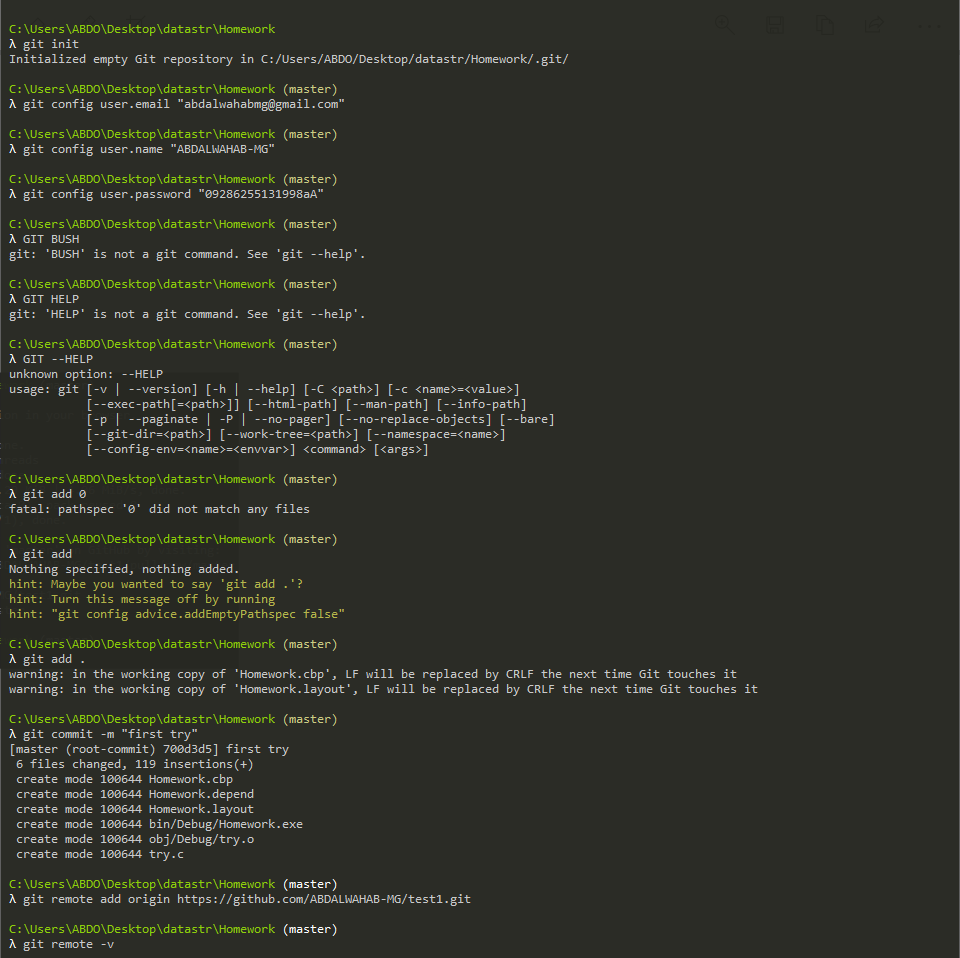 C:\Users\ABDO\Desktop\datastr\Homework
λ git init
Initialized empty Git repository in C:/Users/ABDO/Desktop/datastr/Homework/.git/
C:\Users\ABDO\Desktop\datastr\Homework (master)
λ git config user.email "abdalwahabmg@gmail.com"
C:\Users\ABDO\Desktop\datastr\Homework (master)
λ git config user.name "ABDALWAHAB-MG"
C:\Users\ABDO\Desktop\datastr\Homework (master)
λ git config user.password "09286255131998aA"
C:\Users\ABDO\Desktop\datastr\Homework (master)
λ GIT BUSH
git: 'BUSH' is not a git command. See 'git --help'.
C:\Users\ABDO\Desktop\datastr\Homework (master)
λ GIT HELP
git: 'HELP' is not a git command. See 'git --help'.
C:\Users\ABDO\Desktop\datastr\Homework (master)
λ GIT --HELP
unknown option: --HELP
usage: git [-v | --version] [-h | --help] [-C <path>] [-c <name>=<value>]
[--exec-path[=<path>]] [--html-path] [--man-path] [--info-path]
[-p | --paginate | -P | --no-pager] [--no-replace-objects] [--bare]
[--git-dir=<path>] [--work-tree=<path>] [--namespace=<name>]
[--config-env=<name>=<envvar>] <command> [<args>]
C:\Users\ABDO\Desktop\datastr\Homework (master)
λ git add 0
fatal: pathspec '0' did not match any files
C:\Users\ABDO\Desktop\datastr\Homework (master)
λ git add
Nothing specified, nothing added.
hint: Maybe you wanted to say 'git add .'?
hint: Turn this message off by running
hint: "git config advice.addEmptyPathspec false"
C:\Users\ABDO\Desktop\datastr\Homework (master)
λ git add .
warning: in the working copy of 'Homework.cbp', LF will be replaced by CRLF the next time Git touches it
warning: in the working copy of 'Homework.layout', LF will be replaced by CRLF the next time Git touches it
C:\Users\ABDO\Desktop\datastr\Homework (master)
λ git commit -m "first try"
[master (root-commit) 700d3d5] first try
6 files changed, 119 insertions(+)
create mode 100644 Homework.cbp
create mode 100644 Homework.depend
create mode 100644 Homework.layout
create mode 100644 bin/Debug/Homework.exe
create mode 100644 obj/Debug/try.o
create mode 100644 try.c
C:\Users\ABDO\Desktop\datastr\Homework (master)
λ git remote add origin https://github.com/ABDALWAHAB-MG/test1.git
C:\Users\ABDO\Desktop\datastr\Homework (master)
λ git remote -v